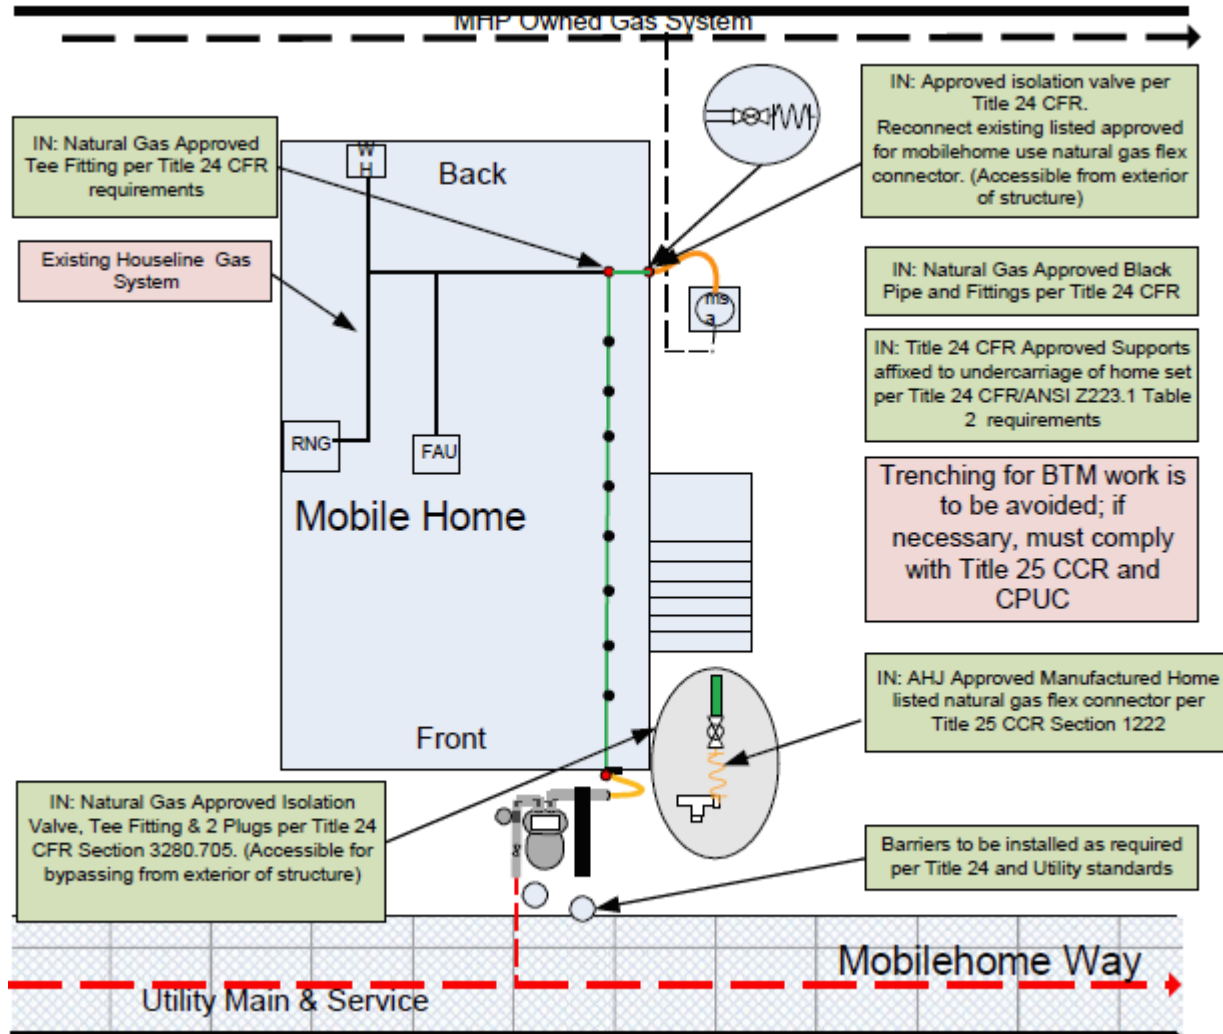 MHP Owned Gas System
IN: Approved isolation valve per
Title 24 CFR.
Reconnect existing listed approved
for mobilehome use natural gas flex
connector. (Accessible from exterior
of structure)
IN: Natural Gas Approved
Tee Fitting per Title 24 CFR
requirements
W
H
Back
Existing Houseline Gas
System
ms
a
IN: Natural Gas Approved Black
Pipe and Fittings per Title 24 CFR
IN: Title 24 CFR Approved Supports
affixed to undercarriage of home set
per Title 24 CFR/ANSI Z223.1 Table
2 requirements
RNG
FAU
Mobile Home
Trenching for BTM work is
to be avoided; if
necessary, must comply
with Title 25 CCR and
CPUC
IN: AHJ Approved Manufactured Home
listed natural gas flex connector per
Title 25 CCR Section 1222
Front
IN: Natural Gas Approved Isolation
Valve, Tee Fitting & 2 Plugs per Title 24
CFR Section 3280.705. (Accessible for
bypassing from exterior of structure)
Barriers to be installed as required
per Title 24 and Utility standards
Mobilehome Way
Utility Main & Service